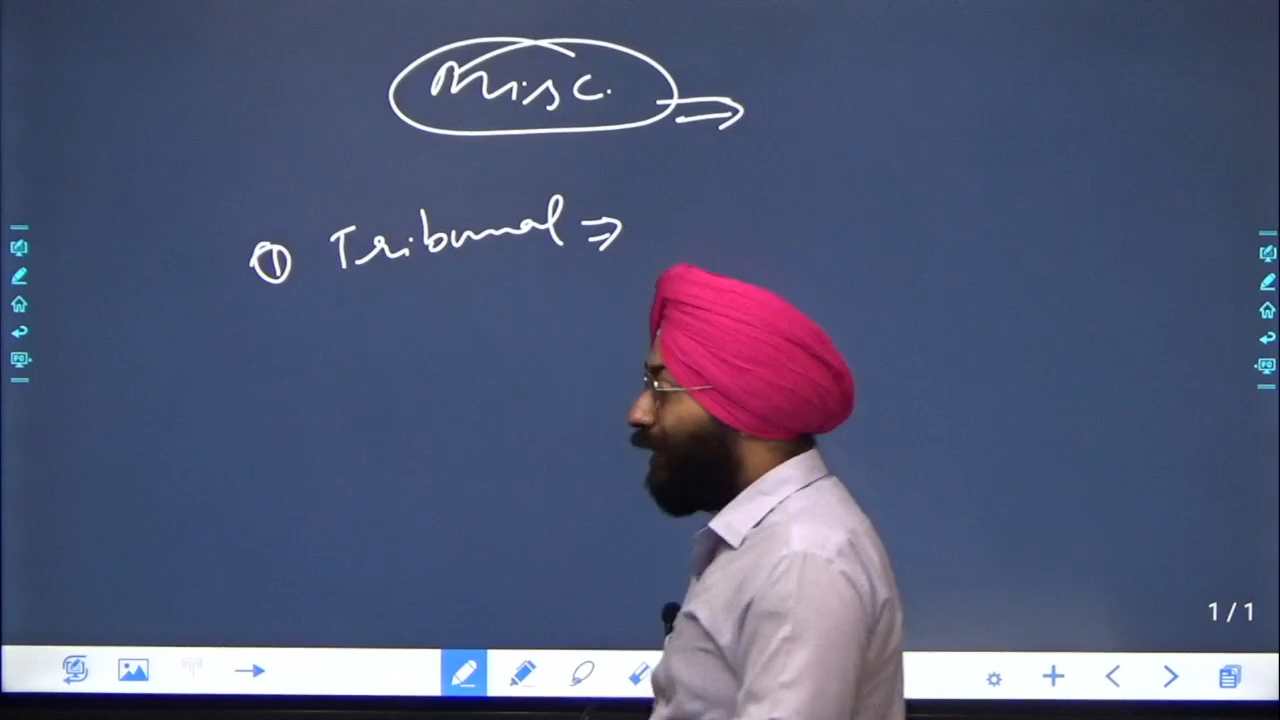 Misc. →
① Tribunal ⇒
1/1